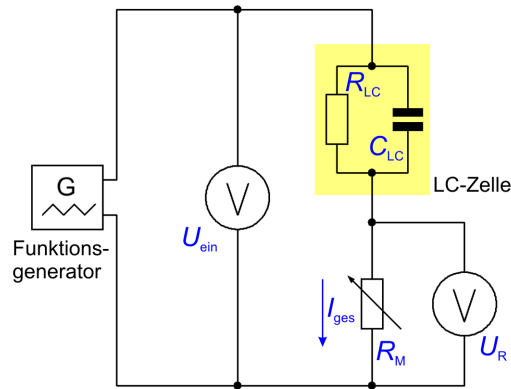 R_LC
C_LC
LC-Zelle
G
Funktions-
generator
V
U_ein
I_ges
R_M
V
U_R